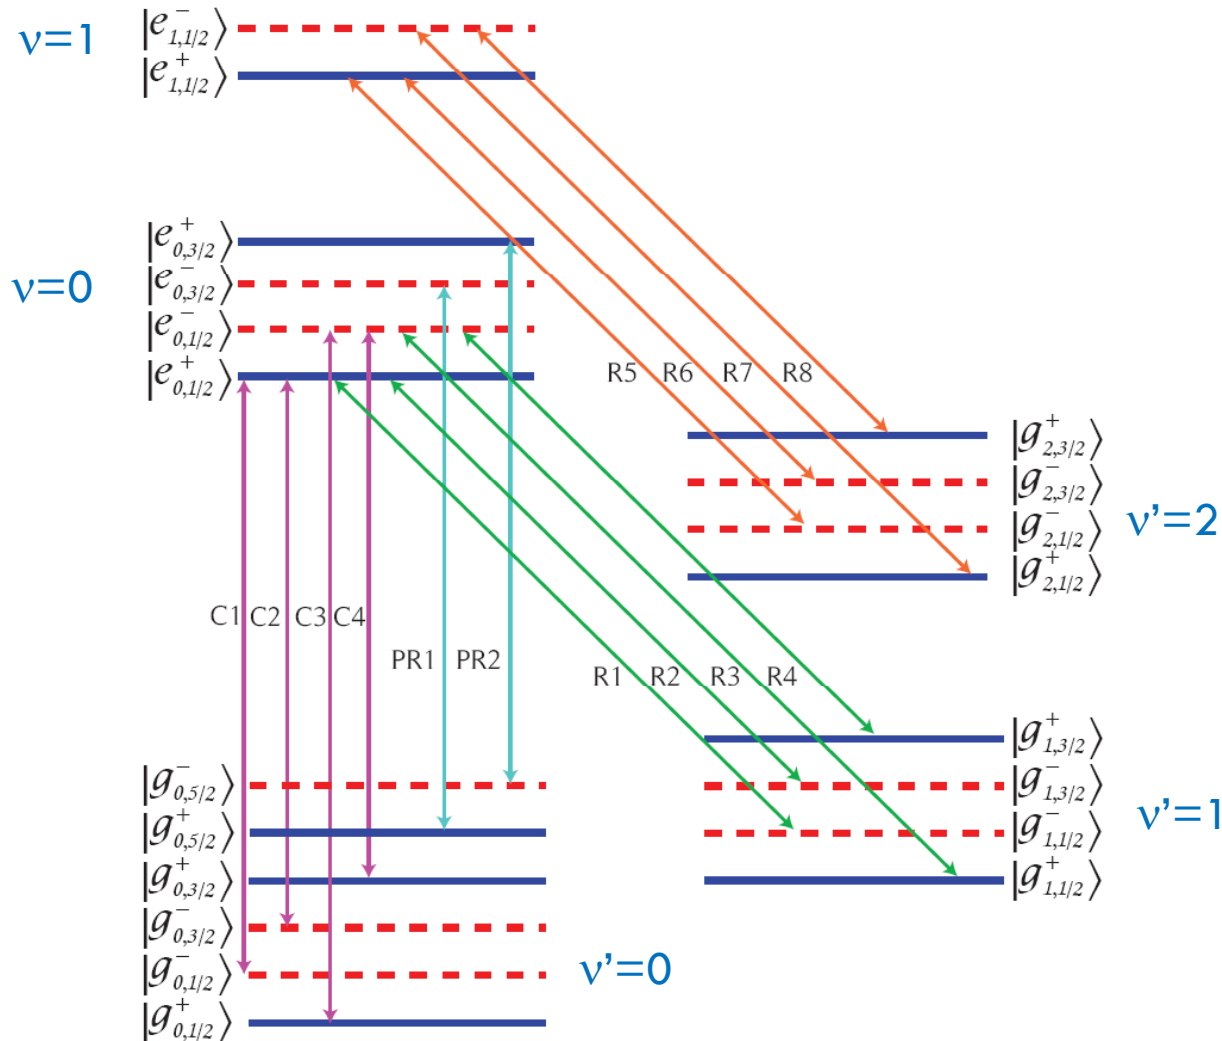 ν=1
|e⁻₁,₁/₂⟩
|e⁺₁,₁/₂⟩
ν=0
|e⁺₀,₃/₂⟩
|e⁻₀,₃/₂⟩
|e⁻₀,₁/₂⟩
|e⁺₀,₁/₂⟩
R5 R6 R7 R8
|g⁺₂,₃/₂⟩
|g⁻₂,₃/₂⟩
|g⁻₂,₁/₂⟩
|g⁺₂,₁/₂⟩
ν'=2
C1 C2 C3 C4
PR1 PR2
R1 R2 R3 R4
|g⁺₁,₃/₂⟩
|g⁻₁,₃/₂⟩
|g⁻₁,₁/₂⟩
|g⁺₁,₁/₂⟩
ν'=1
|g⁻₀,₅/₂⟩
|g⁺₀,₅/₂⟩
|g⁺₀,₃/₂⟩
|g⁻₀,₃/₂⟩
|g⁻₀,₁/₂⟩
|g⁺₀,₁/₂⟩
ν'=0